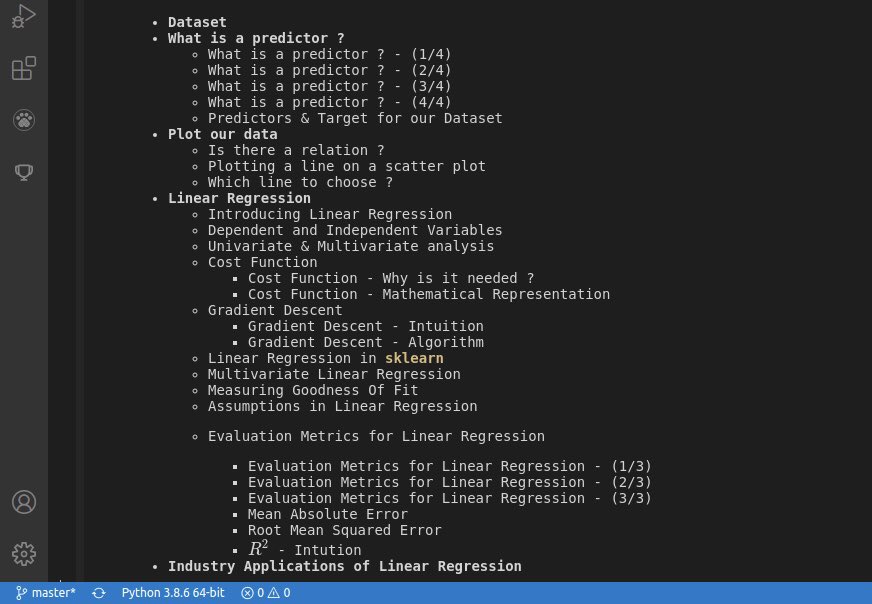 Dataset
What is a predictor ?
What is a predictor ? - (1/4)
What is a predictor ? - (2/4)
What is a predictor ? - (3/4)
What is a predictor ? - (4/4)
Predictors & Target for our Dataset
Plot our data
Is there a relation ?
Plotting a line on a scatter plot
Which line to choose ?
Linear Regression
Introducing Linear Regression
Dependent and Independent Variables
Univariate & Multivariate analysis
Cost Function
Cost Function - Why is it needed ?
Cost Function - Mathematical Representation
Gradient Descent
Gradient Descent - Intuition
Gradient Descent - Algorithm
Linear Regression in sklearn
Multivariate Linear Regression
Measuring Goodness Of Fit
Assumptions in Linear Regression
Evaluation Metrics for Linear Regression
Evaluation Metrics for Linear Regression - (1/3)
Evaluation Metrics for Linear Regression - (2/3)
Evaluation Metrics for Linear Regression - (3/3)
Mean Absolute Error
Root Mean Squared Error
R² - Intution
Industry Applications of Linear Regression
master* Python 3.8.6 64-bit 0 0